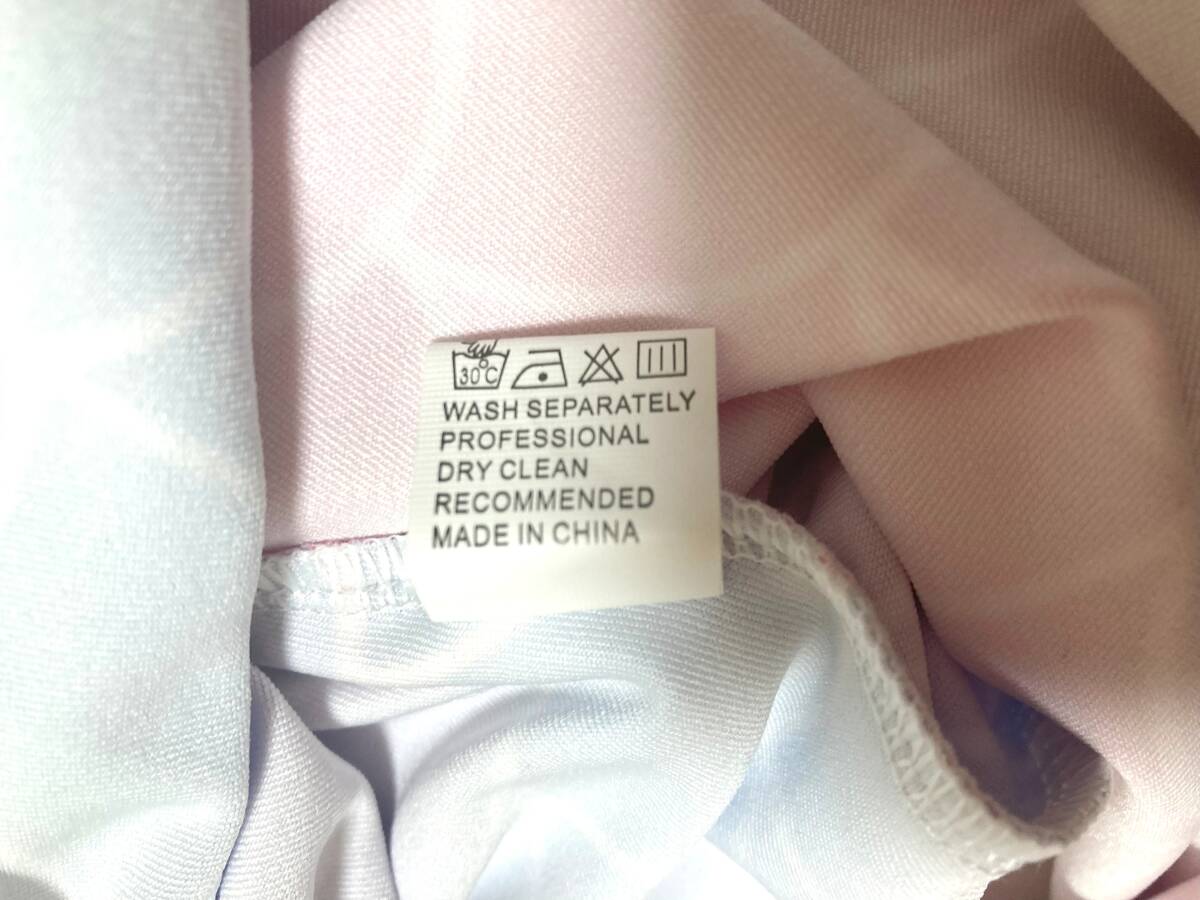 30°C
WASH SEPARATELY
PROFESSIONAL
DRY CLEAN
RECOMMENDED
MADE IN CHINA